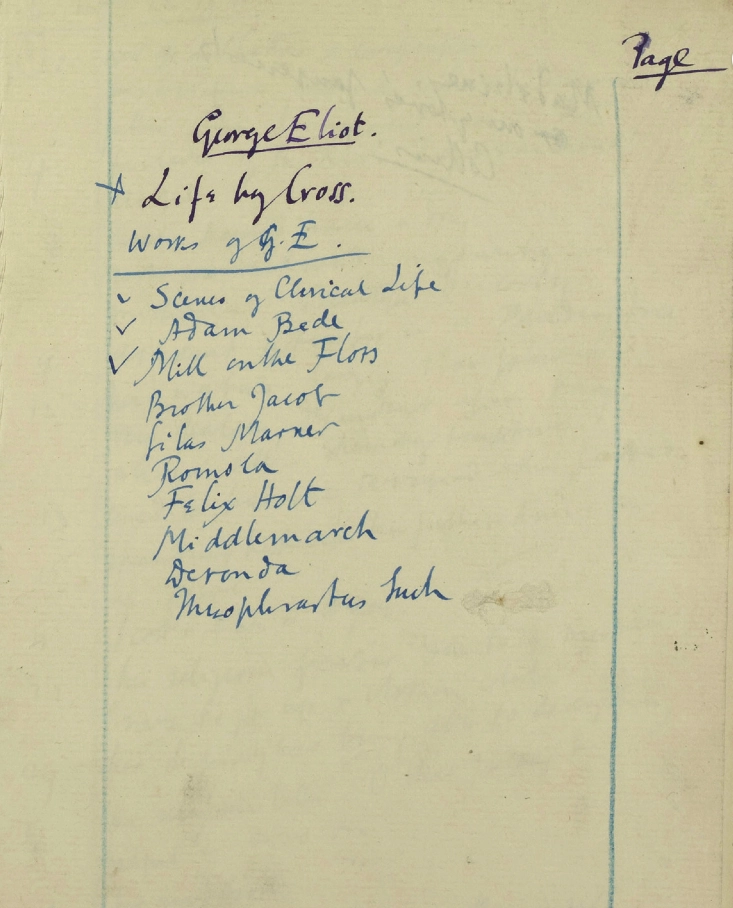 Page
George Eliot.
Life by Cross.
Works of G. E.
Scenes of Clerical Life
Adam Bede
Mill on the Floss
Brother Jacob
Silas Marner
Romola
Felix Holt
Middlemarch
Deronda
Theophrastus Such